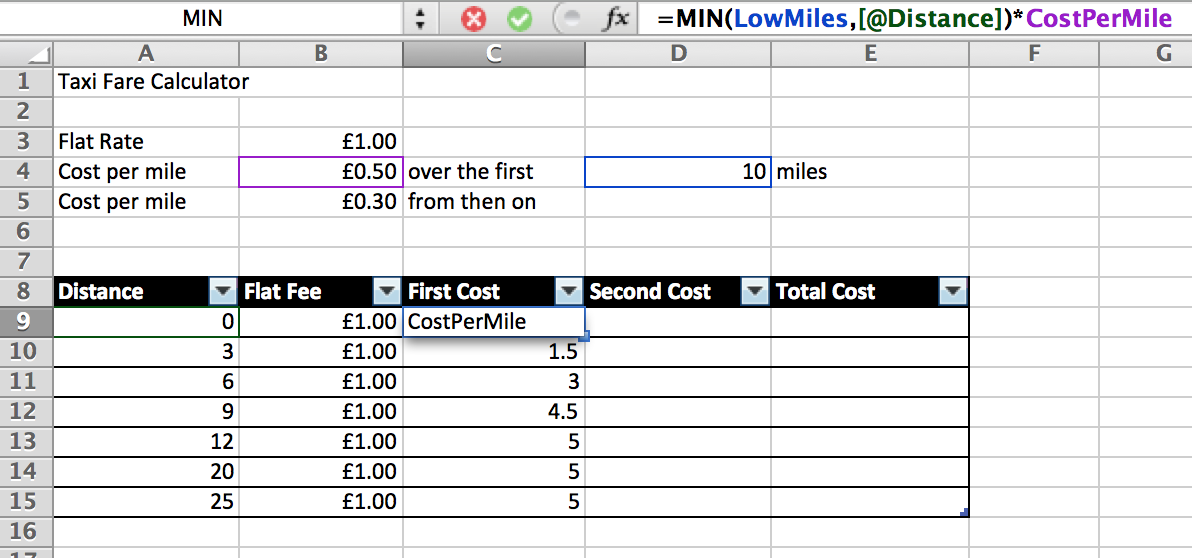 MIN fx =MIN(LowMiles,[@Distance])*CostPerMile
A B C D E F G
1 Taxi Fare Calculator
2
3 Flat Rate £1.00
4 Cost per mile £0.50 over the first 10 miles
5 Cost per mile £0.30 from then on
6
7
8 Distance Flat Fee First Cost Second Cost Total Cost
9 0 £1.00 CostPerMile
10 3 £1.00 1.5
11 6 £1.00 3
12 9 £1.00 4.5
13 12 £1.00 5
14 20 £1.00 5
15 25 £1.00 5
16
17